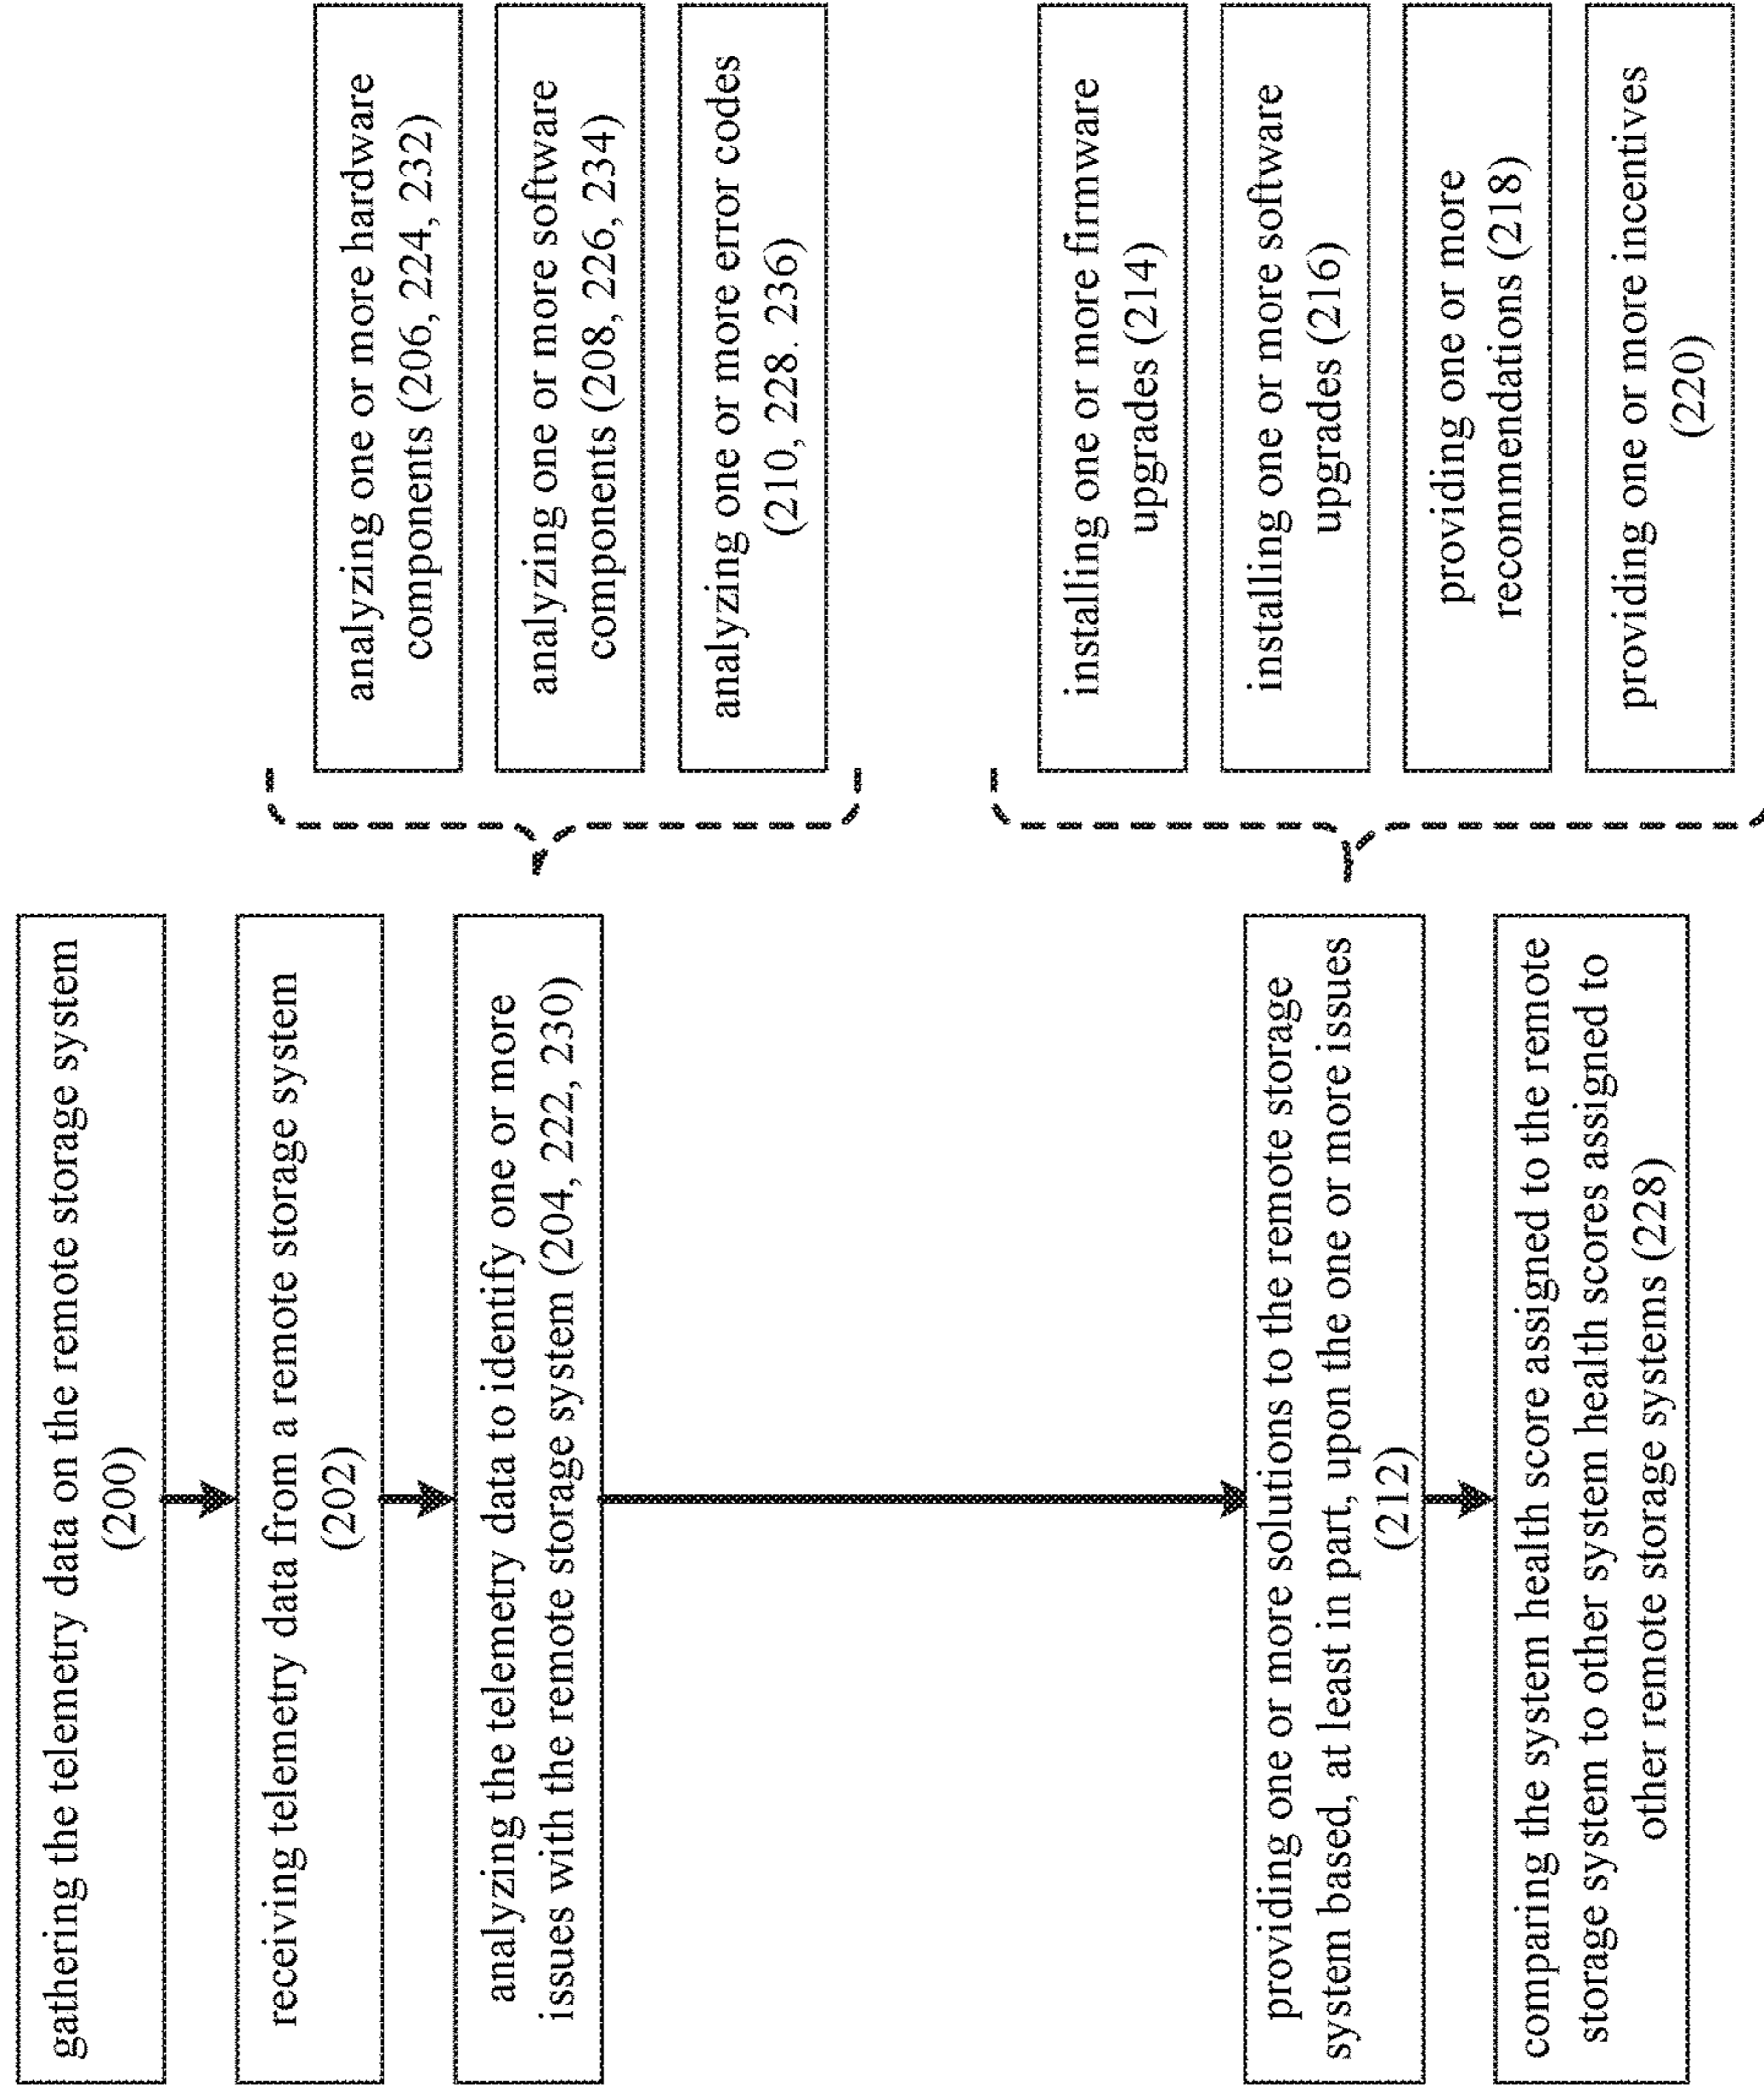 gathering the telemetry data on the remote storage system
(200)
receiving telemetry data from a remote storage system
(202)
analyzing the telemetry data to identify one or more
issues with the remote storage system (204, 222, 230)
analyzing one or more hardware
components (206, 224, 232)
analyzing one or more software
components (208, 226, 234)
analyzing one or more error codes
(210, 228. 236)
providing one or more solutions to the remote storage
system based, at least in part, upon the one or more issues
(212)
installing one or more firmware
upgrades (214)
installing one or more software
upgrades (216)
providing one or more
recommendations (218)
providing one or more incentives
(220)
comparing the system health score assigned to the remote
storage system to other system health scores assigned to
other remote storage systems (228)